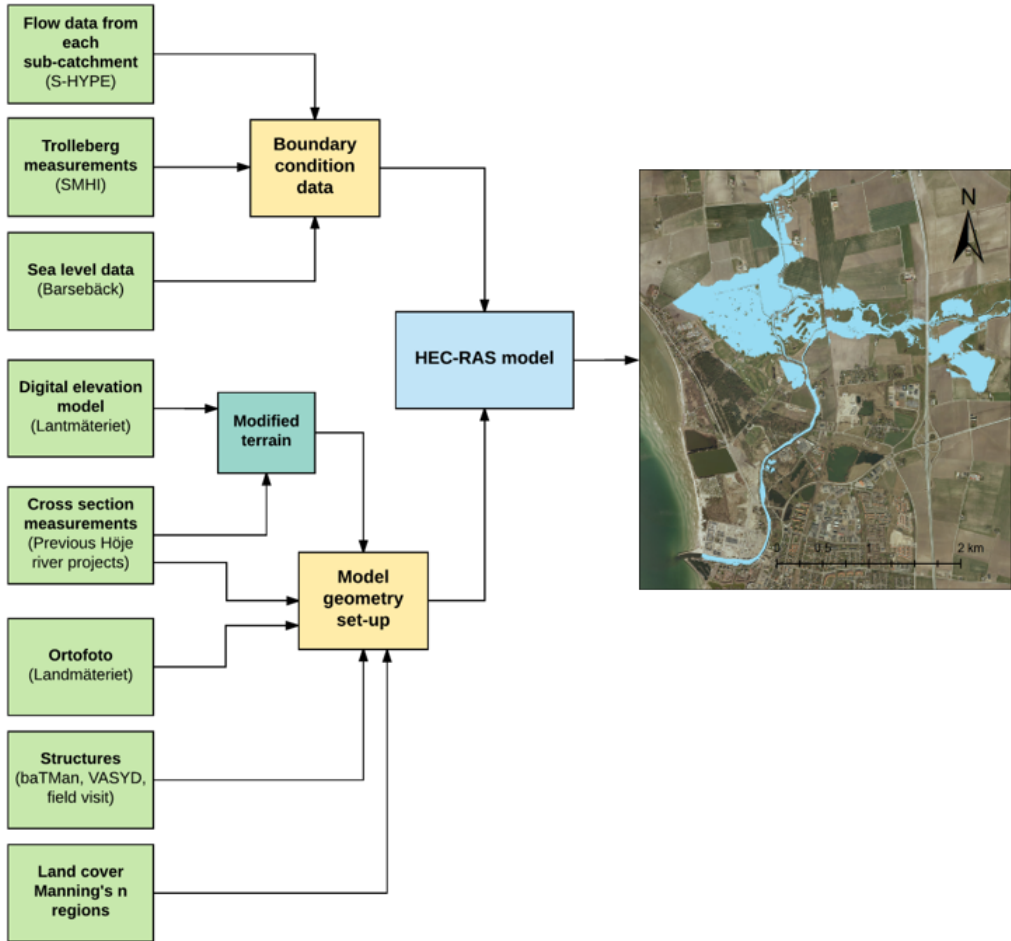 Flow data from
each
sub-catchment
(S-HYPE)
Trolleberg
measurements
(SMHI)
Sea level data
(Barsebäck)
Boundary
condition
data
Digital elevation
model
(Lantmäteriet)
Modified
terrain
Cross section
measurements
(Previous Höje
river projects)
Ortofoto
(Landmäteriet)
Structures
(baTMan, VASYD,
field visit)
Land cover
Manning's n
regions
Model
geometry
set-up
HEC-RAS model
N
0 0.5 1 2 km